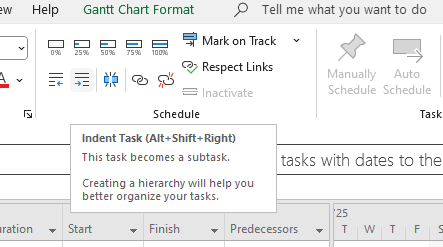 ew Help Gantt Chart Format Tell me what you want to do
0% 25% 50% 75% 100% Mark on Track
Respect Links
Inactivate
Manually Schedule
Auto Schedule
A
Schedule
Task
Indent Task (Alt+Shift+Right)
This task becomes a subtask.
Creating a hierarchy will help you
better organize your tasks.
tasks with dates to the
uration Start Finish Predecessors
'25
T W T F S